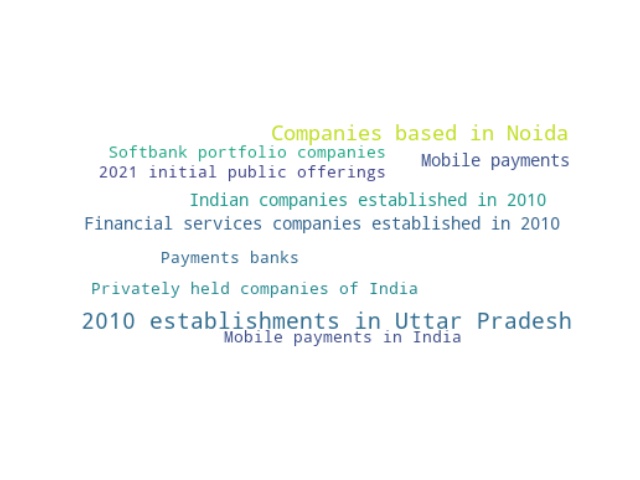 Companies based in Noida
Softbank portfolio companies
Mobile payments
2021 initial public offerings
Indian companies established in 2010
Financial services companies established in 2010
Payments banks
Privately held companies of India
2010 establishments in Uttar Pradesh
Mobile payments in India